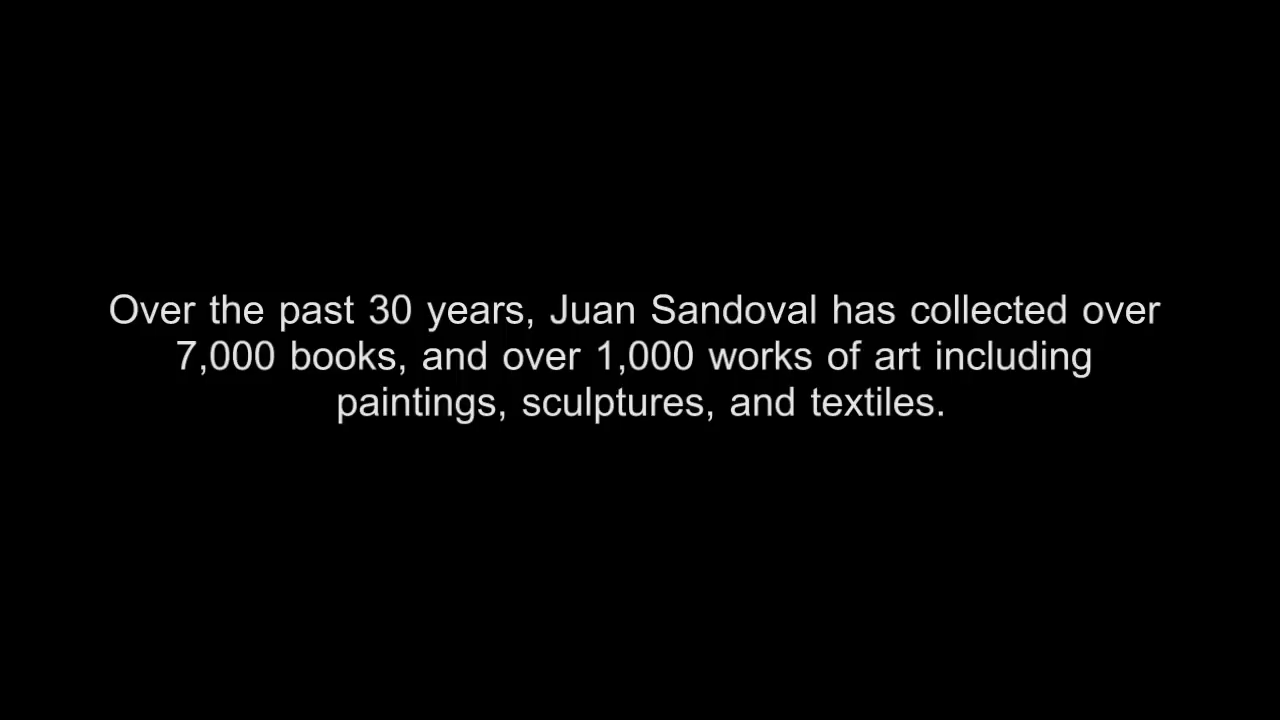 Over the past 30 years, Juan Sandoval has collected over
7,000 books, and over 1,000 works of art including
paintings, sculptures, and textiles.